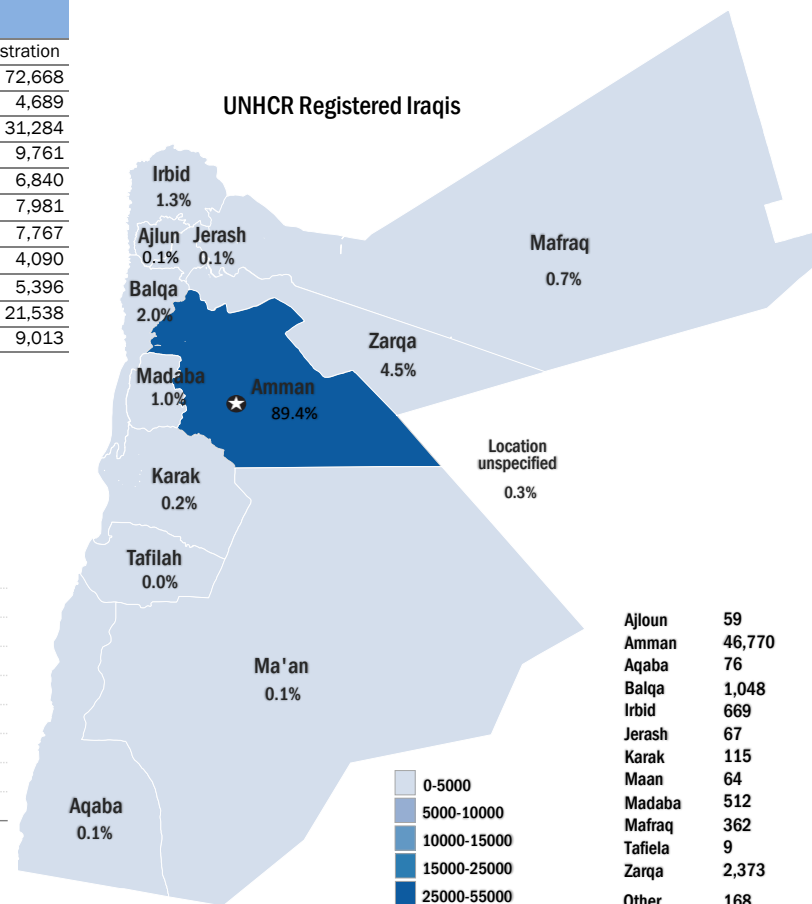 stration
72,668
4,689
31,284
9,761
6,840
7,981
7,767
4,090
5,396
21,538
9,013
UNHCR Registered Iraqis
Irbid
1.3%
Ajlun
0.1%
Jerash
0.1%
Mafraq
0.7%
Balqa
2.0%
Zarqa
4.5%
Madaba
1.0%
Amman
89.4%
Location
unspecified
0.3%
Karak
0.2%
Tafilah
0.0%
Ma'an
0.1%
Aqaba
0.1%
0-5000
5000-10000
10000-15000
15000-25000
25000-55000
Ajloun 59
Amman 46,770
Aqaba 76
Balqa 1,048
Irbid 669
Jerash 67
Karak 115
Maan 64
Madaba 512
Mafraq 362
Tafiela 9
Zarqa 2,373
Other 168